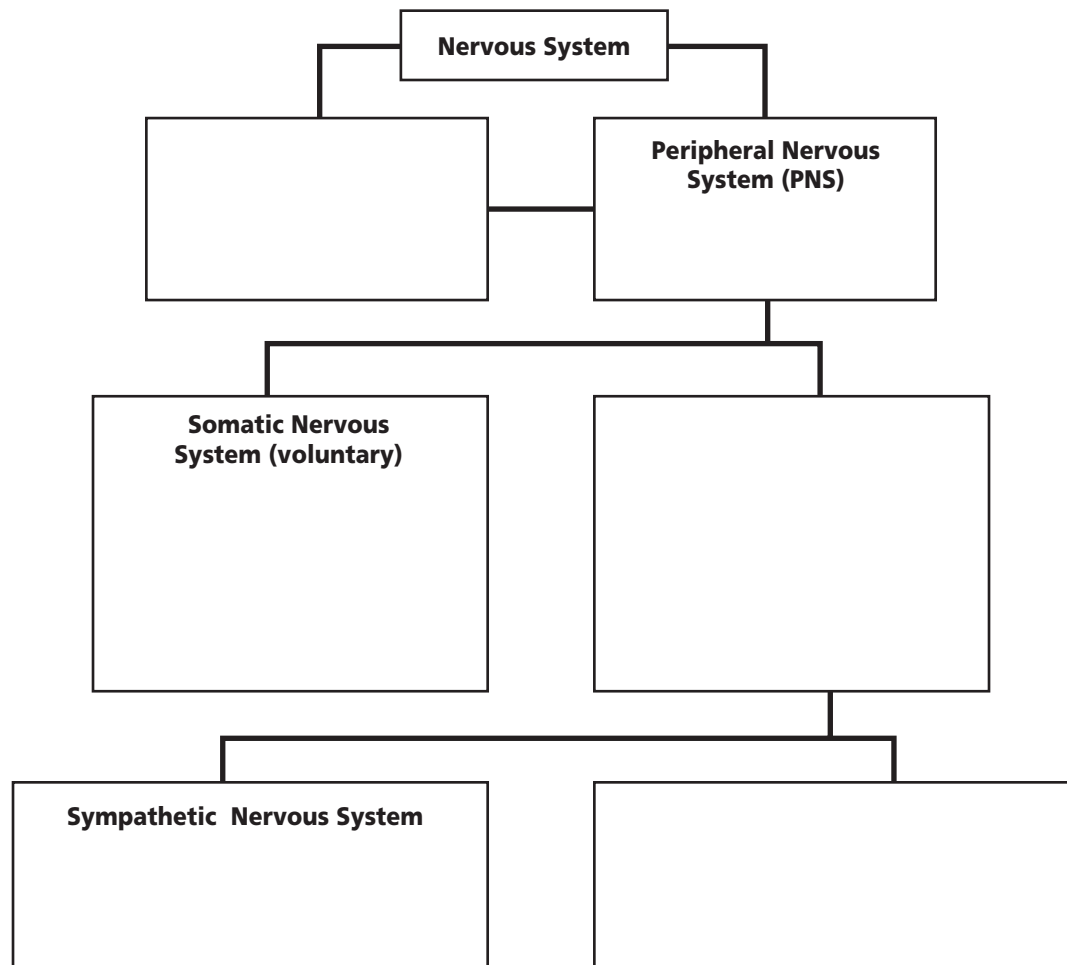 Nervous System
Peripheral Nervous
System (PNS)
Somatic Nervous
System (voluntary)
Sympathetic  Nervous System